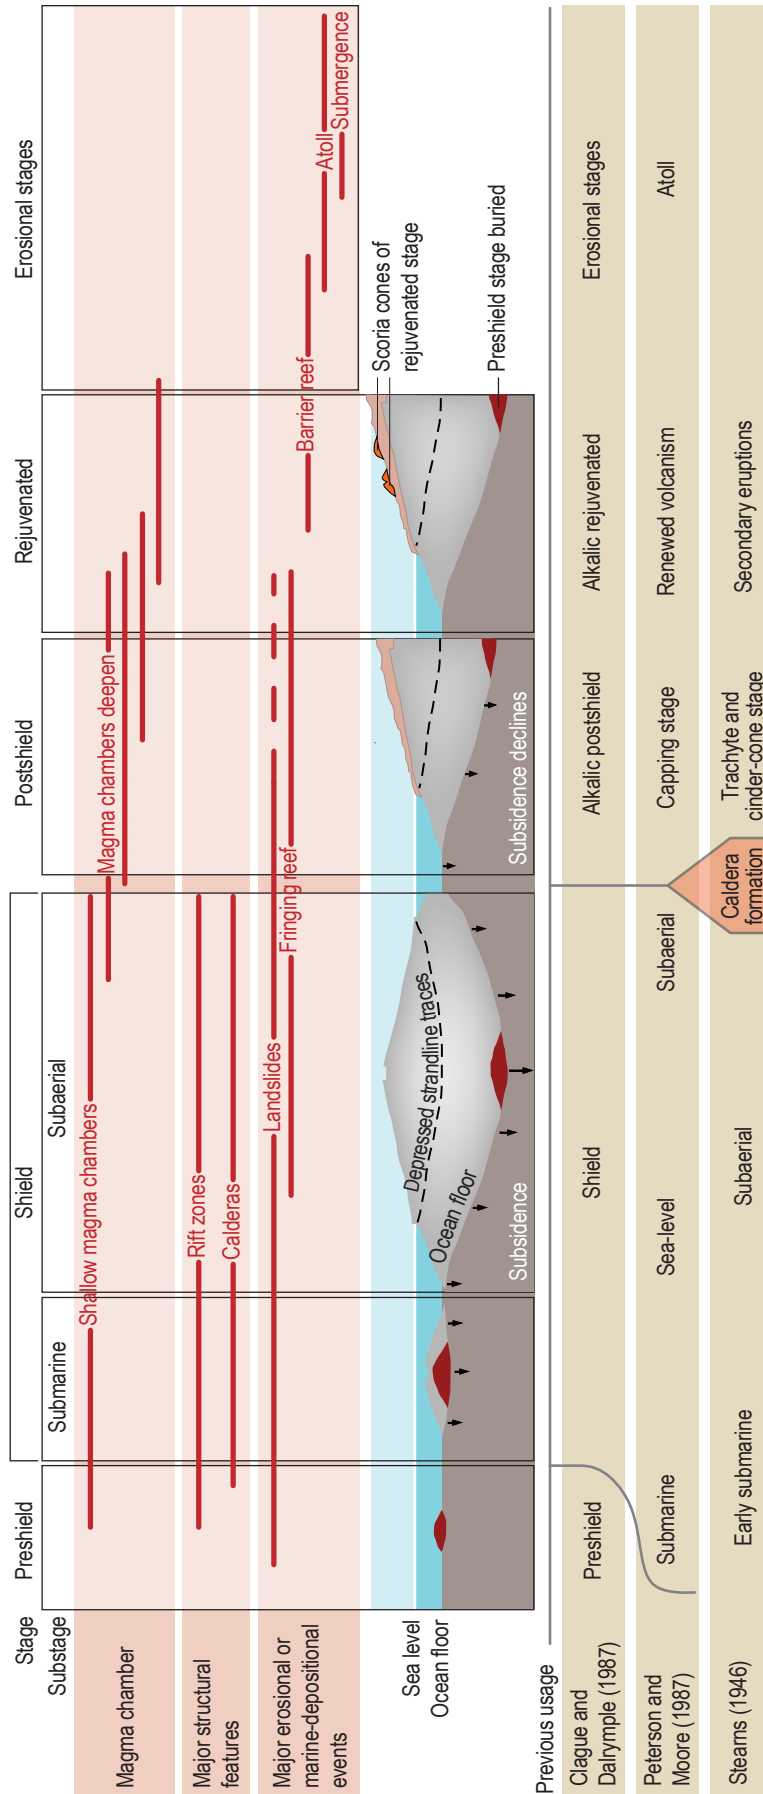 Stage
Shield
Substage
Preshield
Submarine
Subaerial
Postshield
Rejuvenated
Erosional stages
Magma chamber
Shallow magma chambers
Magma chambers deepen
Major structural
features
Rift zones
Calderas
Major erosional or
marine-depositional
events
Landslides
Fringing reef
Barrier reef
Atoll
Submergence
Sea level
Ocean floor
Depressed strandline traces
Ocean floor
Subsidence
Subsidence declines
Scoria cones of
rejuvenated stage
Preshield stage buried
Previous usage
Clague and
Dalrymple (1987)
Preshield
Shield
Alkalic postshield
Alkalic rejuvenated
Erosional stages
Peterson and
Moore (1987)
Submarine
Sea-level
Subaerial
Capping stage
Renewed volcanism
Atoll
Stearns (1946)
Early submarine
Subaerial
Caldera
formation
Trachyte and
cinder-cone stage
Secondary eruptions